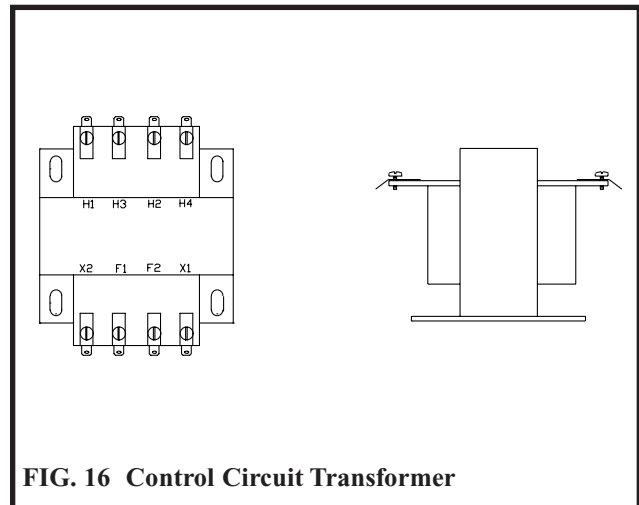 H1 H3 H2 H4
X2 F1 F2 X1
FIG. 16 Control Circuit Transformer